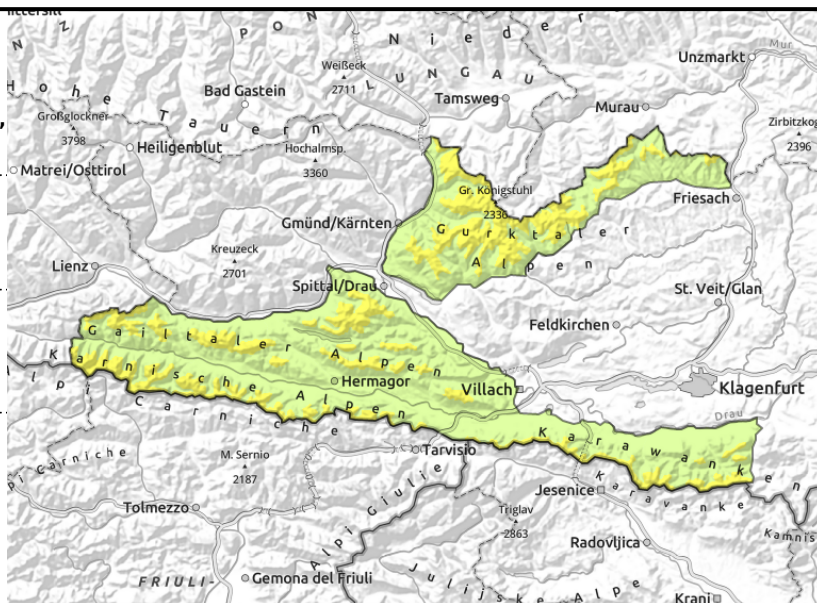 Unzmarkt
Mur
N i e d e r
P O N
N Z
Weißeck
2711
L U N G A U
Bad Gastein
Tamsweg
Murau
H o h e
T a u e r n
Großglockner
3798
Heiligenblut
Hochalmsp.
3360
Zirbitzkog
2396
Matrei/Osttirol
Gr. Königstuhl
2336
Friesach
Gmünd/Kärnten
G u r k t a l e r
A l p e n
Kreuzeck
2701
Lienz
Spittal/Drau
St. Veit/Glan
Feldkirchen
G a i l t a l e r A l p e n
K a r n i s c h e A l p e n
Hermagor
Villach
Klagenfurt
Drau
A l p i C a r n i c h e
K a r a w a n k e n
pi Carniche
M. Sernio
2187
Tarvisio
Jesenice
K a r a v a n k e
Tolmezzo
A l p i G i u l i e
Triglav
2863
Radovljica
Kamnis
FRIULI-
Gemona del Friuli
J u l i j s k e A l p e
Kranj